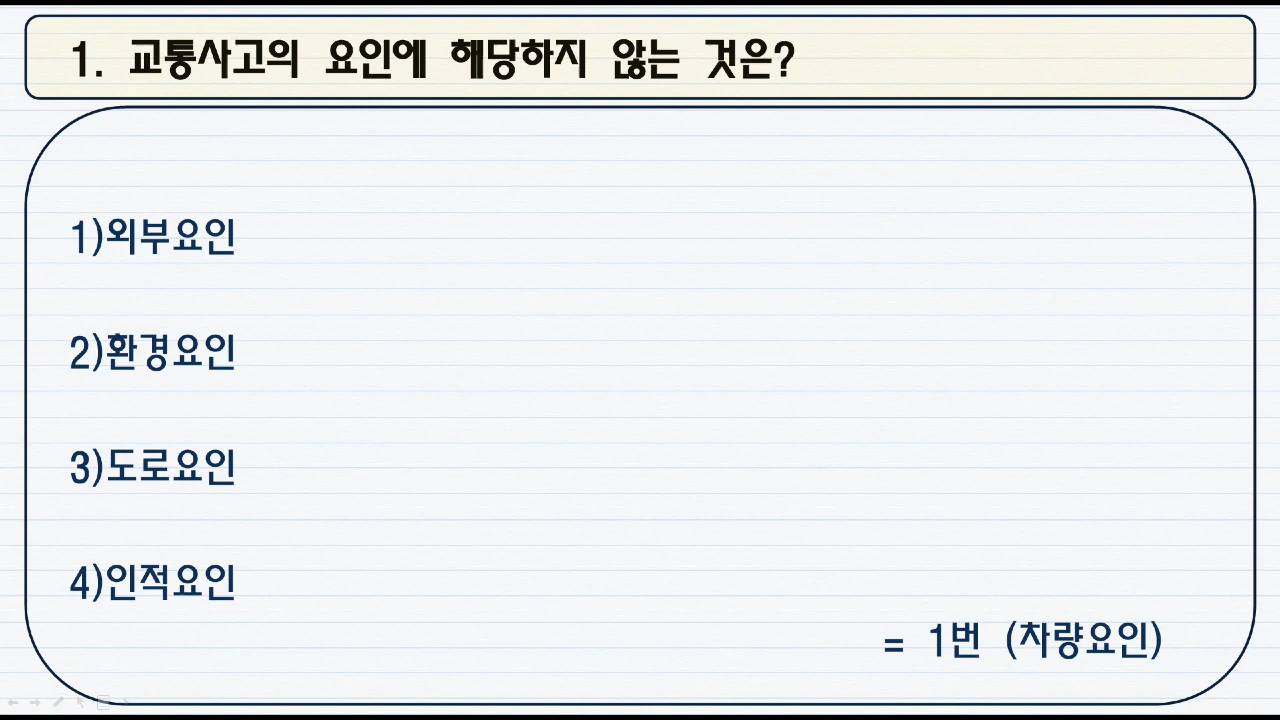 1. 교통사고의 요인에 해당하지 않는 것은?
1)외부요인
2)환경요인
3)도로요인
4)인적요인
= 1번 (차량요인)